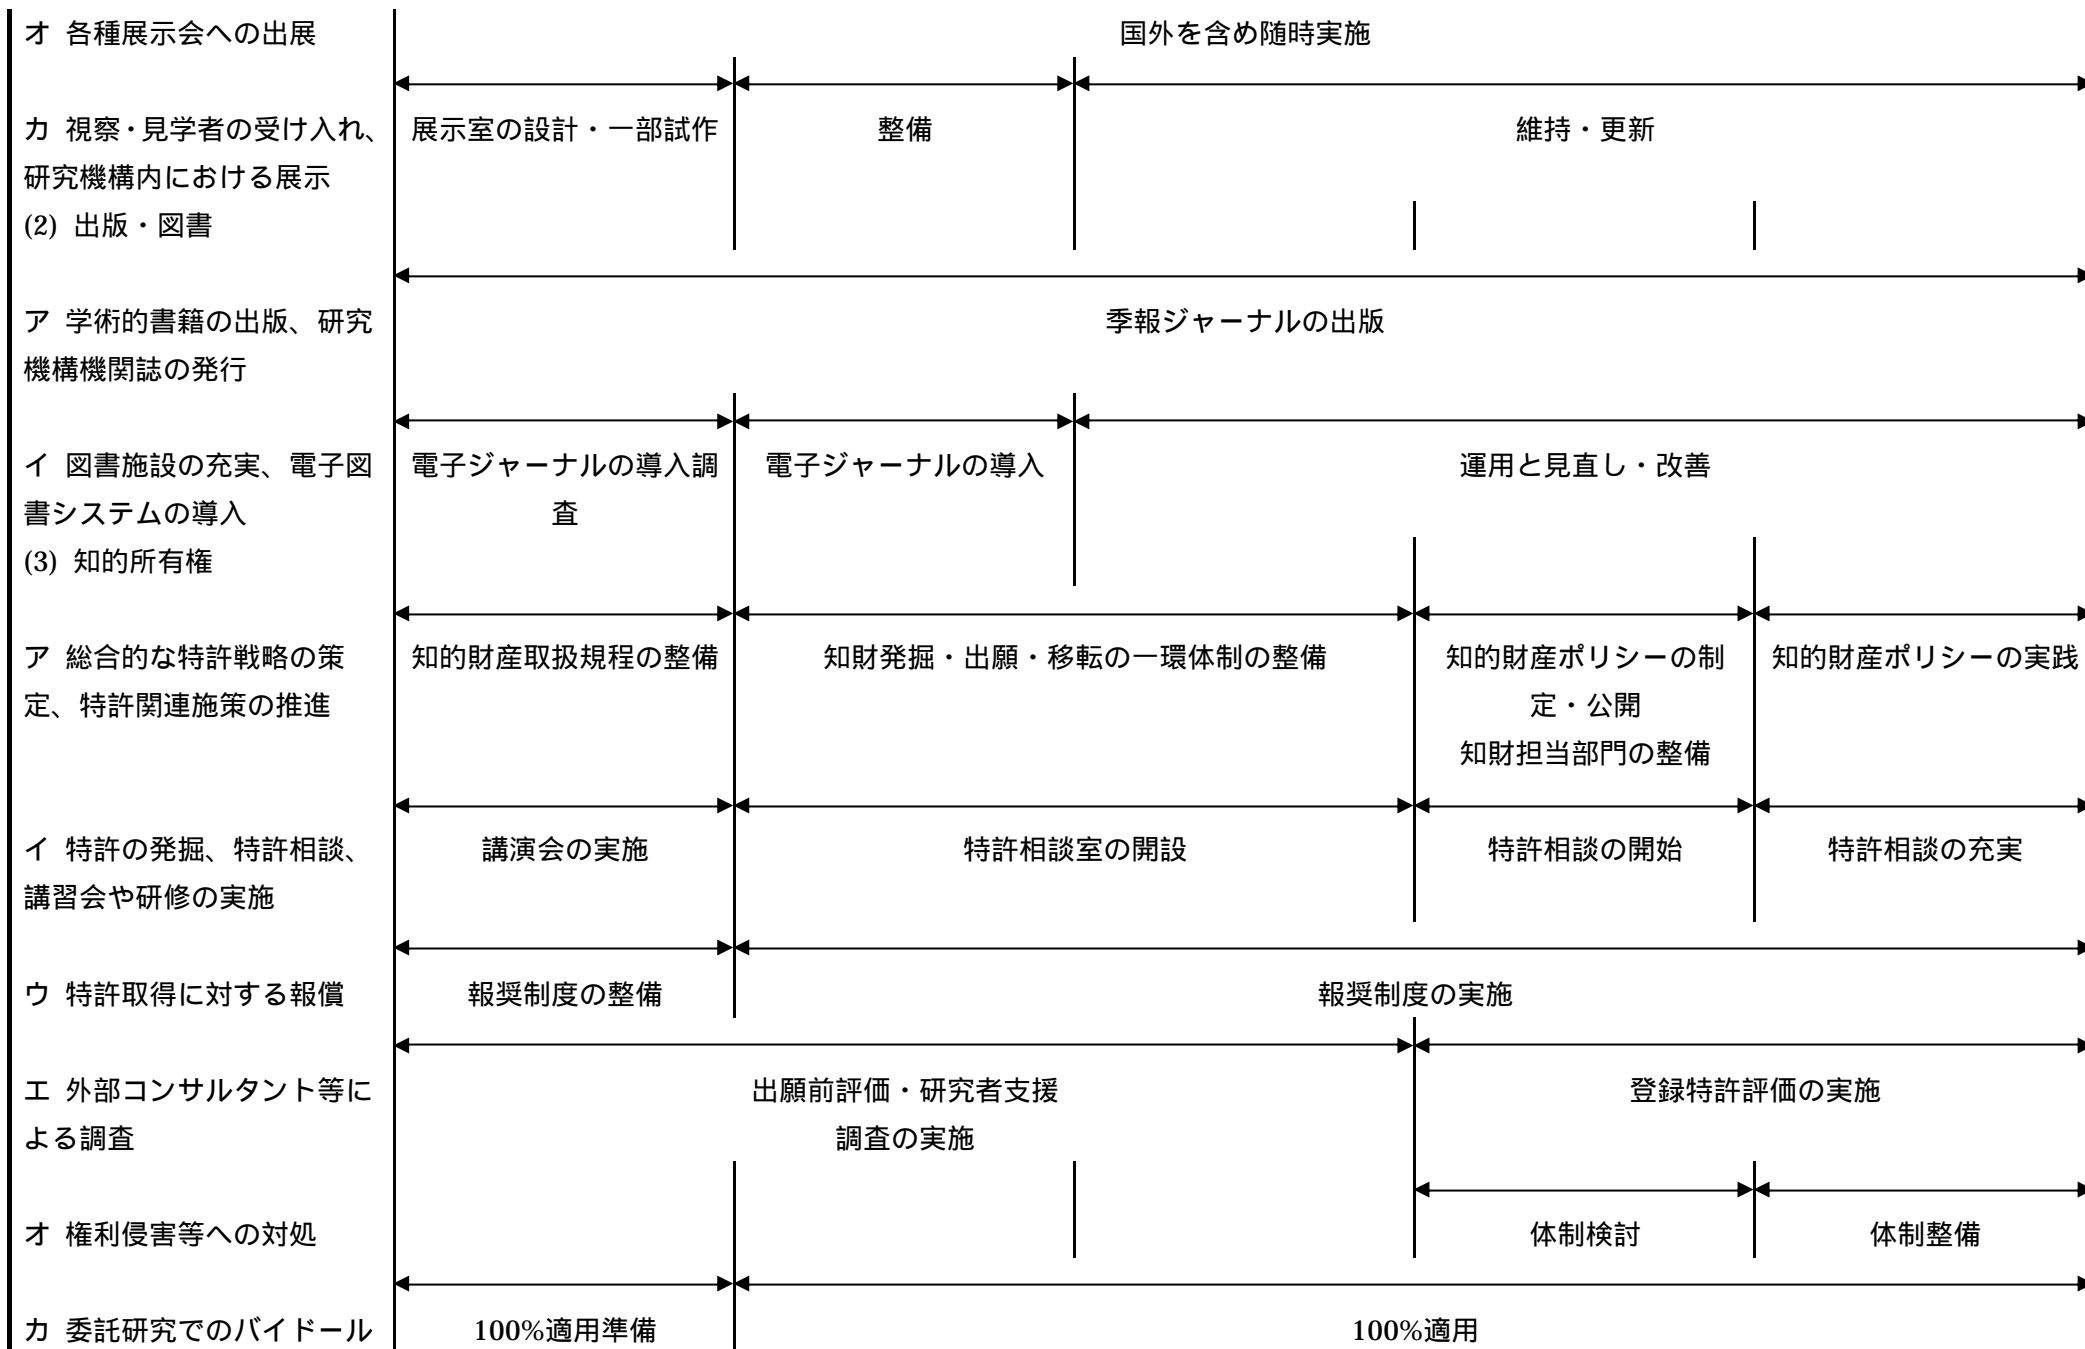 オ 各種展示会への出展
国外を含め随時実施
カ 視察・見学者の受け入れ、
研究機構内における展示
展示室の設計・一部試作
整備
維持・更新
(2) 出版・図書
ア 学術的書籍の出版、研究
機構機関誌の発行
季報ジャーナルの出版
イ 図書施設の充実、電子図
書システムの導入
電子ジャーナルの導入調
査
電子ジャーナルの導入
運用と見直し・改善
(3) 知的所有権
ア 総合的な特許戦略の策
定、特許関連施策の推進
知的財産取扱規程の整備
知財発掘・出願・移転の一環体制の整備
知的財産ポリシーの制
定・公開
知財担当部門の整備
知的財産ポリシーの実践
イ 特許の発掘、特許相談、
講習会や研修の実施
講演会の実施
特許相談室の開設
特許相談の開始
特許相談の充実
ウ 特許取得に対する報償
報奨制度の整備
報奨制度の実施
エ 外部コンサルタント等に
よる調査
出願前評価・研究者支援
調査の実施
登録特許評価の実施
オ 権利侵害等への対処
体制検討
体制整備
カ 委託研究でのバイドール
100%適用準備
100%適用